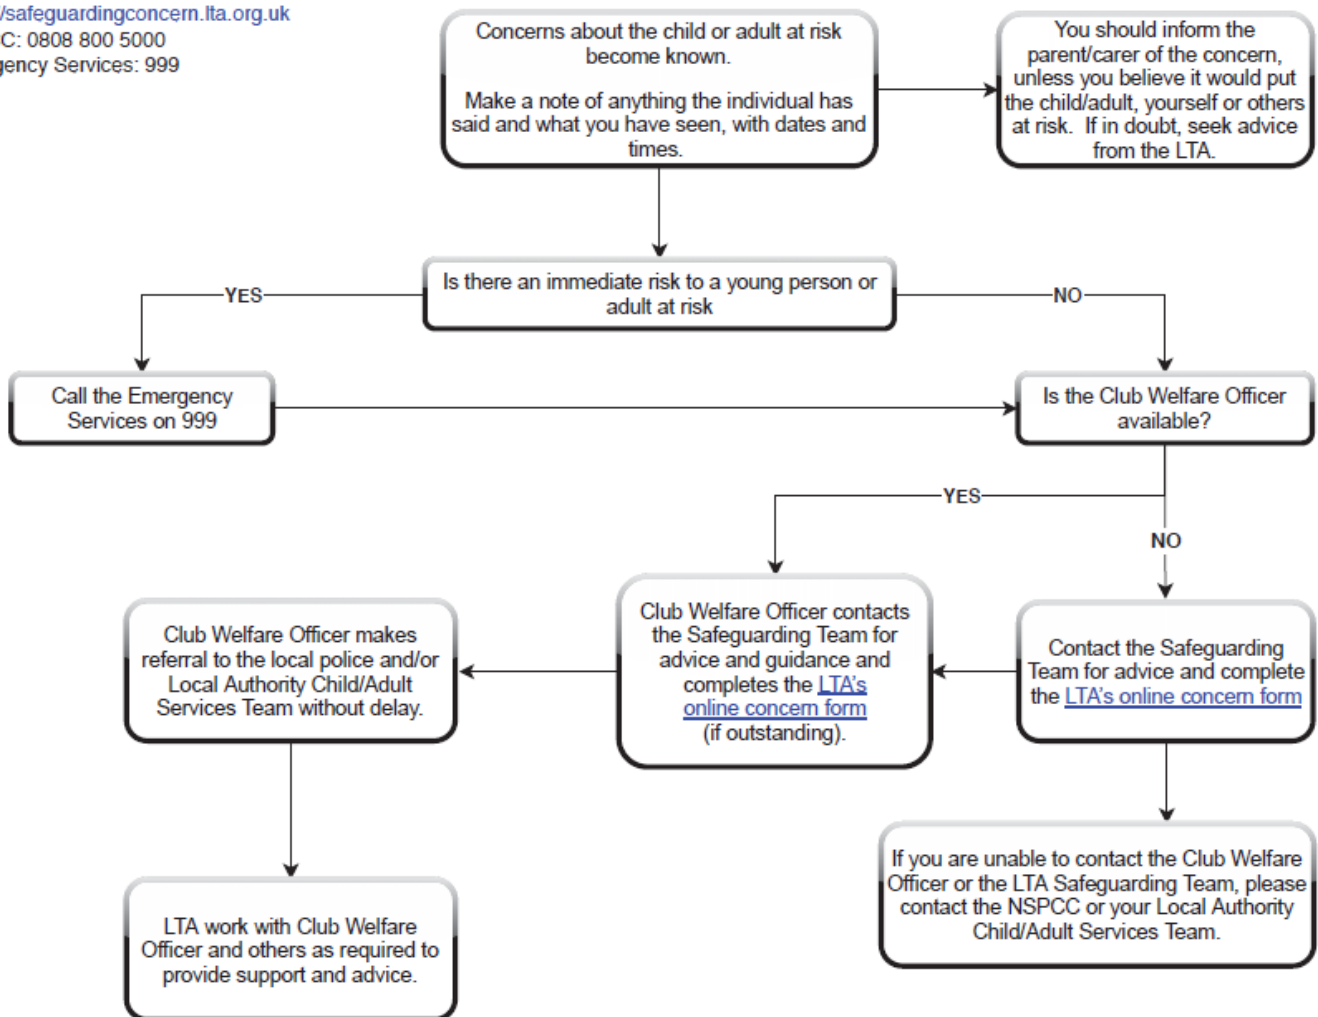 /safeguardingconcern.lta.org.uk
C: 0808 800 5000
gency Services: 999
Concerns about the child or adult at risk
become known.
Make a note of anything the individual has
said and what you have seen, with dates and
times.
You should inform the
parent/carer of the concern,
unless you believe it would put
the child/adult, yourself or others
at risk. If in doubt, seek advice
from the LTA.
Is there an immediate risk to a young person or
adult at risk
YES
NO
Call the Emergency
Services on 999
Is the Club Welfare Officer
available?
YES
NO
Club Welfare Officer makes
referral to the local police and/or
Local Authority Child/Adult
Services Team without delay.
Club Welfare Officer contacts
the Safeguarding Team for
advice and guidance and
completes the LTA's
online concern form
(if outstanding).
Contact the Safeguarding
Team for advice and complete
the LTA's online concern form
If you are unable to contact the Club Welfare
Officer or the LTA Safeguarding Team, please
contact the NSPCC or your Local Authority
Child/Adult Services Team.
LTA work with Club Welfare
Officer and others as required to
provide support and advice.